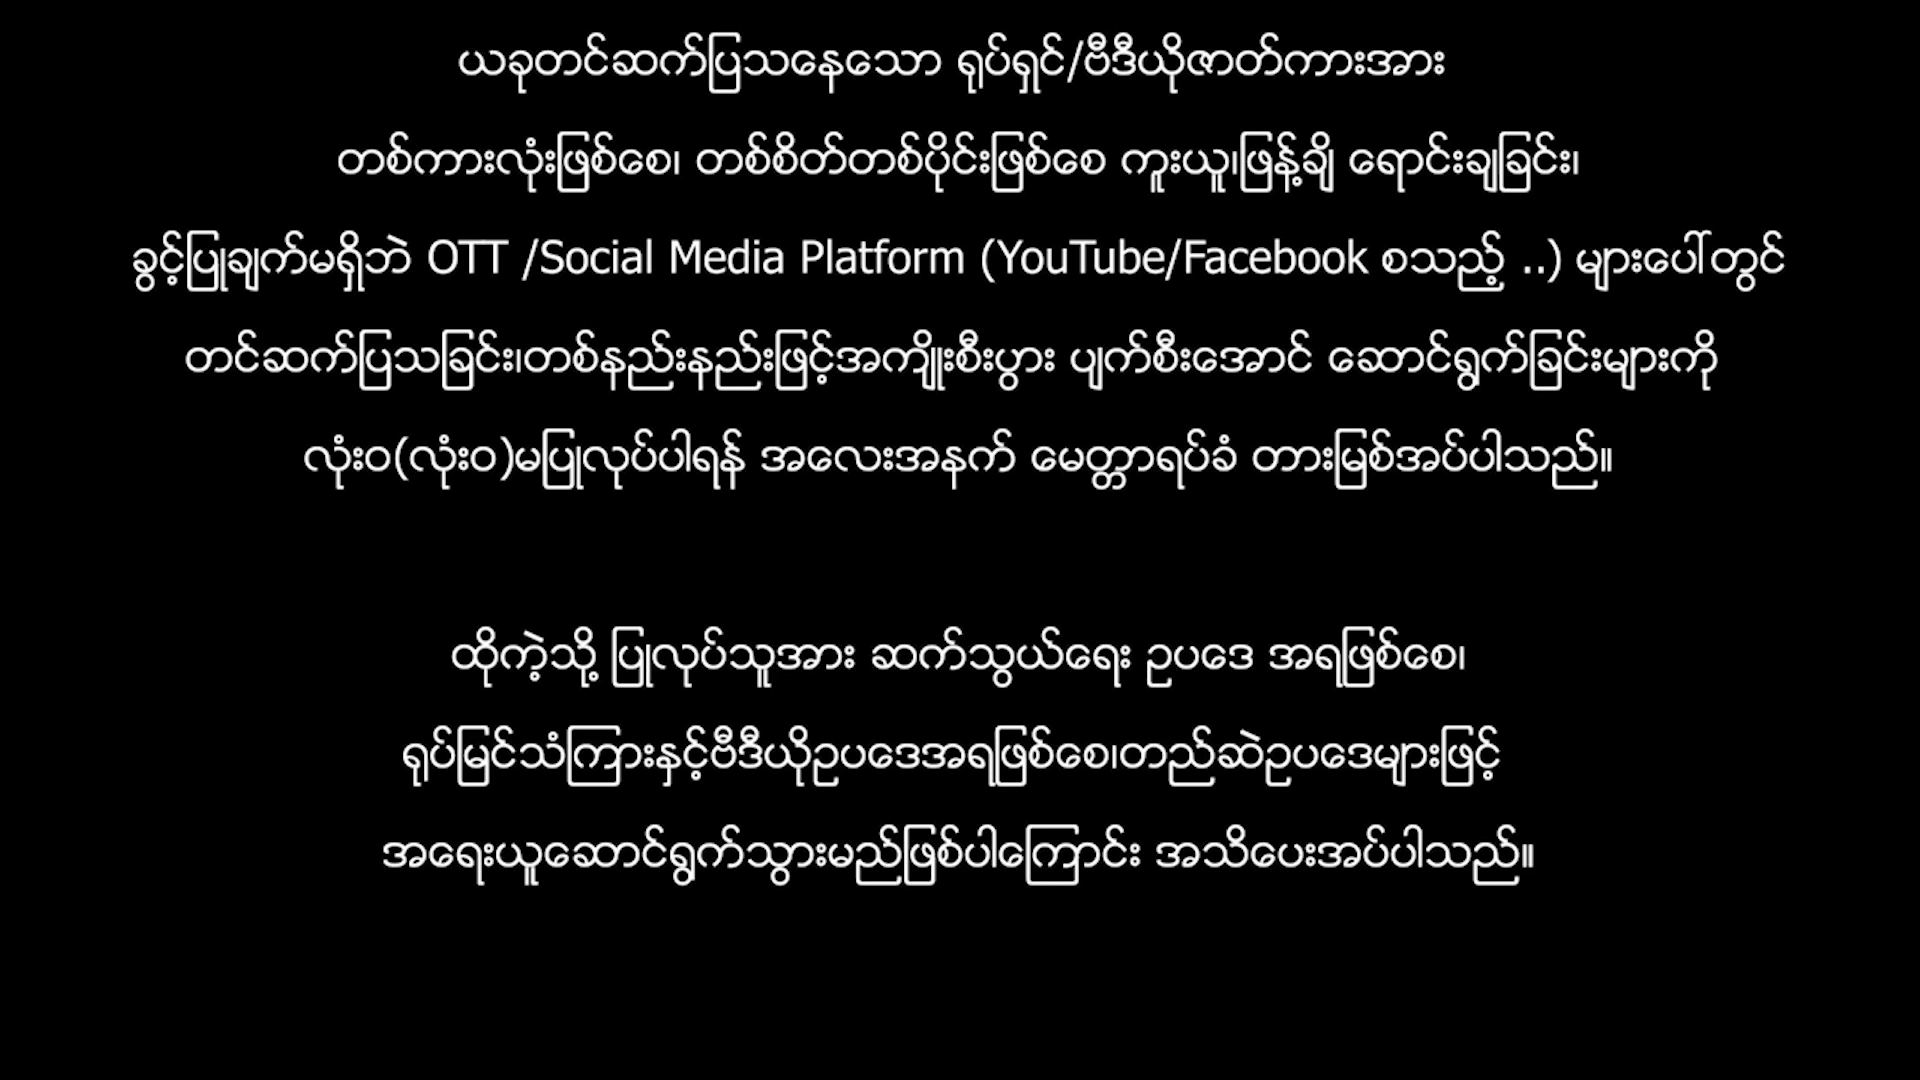 ယခုတင်ဆက်ပြသနေသော ရုပ်ရှင်/ဗီဒီယိုဇာတ်ကားအား
တစ်ကားလုံးဖြစ်စေ၊ တစ်စိတ်တစ်ပိုင်းဖြစ်စေ ကူးယူ၊ဖြန့်ချိ ရောင်းချခြင်း၊
ခွင့်ပြုချက်မရှိဘဲ OTT /Social Media Platform (YouTube/Facebook စသည့် ..) များပေါ်တွင်
တင်ဆက်ပြသခြင်း၊တစ်နည်းနည်းဖြင့်အကျိုးစီးပွား ပျက်စီးအောင် ဆောင်ရွက်ခြင်းများကို
လုံးဝ(လုံးဝ)မပြုလုပ်ပါရန် အလေးအနက် မေတ္တာရပ်ခံ တားမြစ်အပ်ပါသည်။
ထိုကဲ့သို့ ပြုလုပ်သူအား ဆက်သွယ်ရေး ဥပဒေ အရဖြစ်စေ၊
ရုပ်မြင်သံကြားနှင့်ဗီဒီယိုဥပဒေအရဖြစ်စေ၊တည်ဆဲဥပဒေများဖြင့်
အရေးယူဆောင်ရွက်သွားမည်ဖြစ်ပါကြောင်း အသိပေးအပ်ပါသည်။